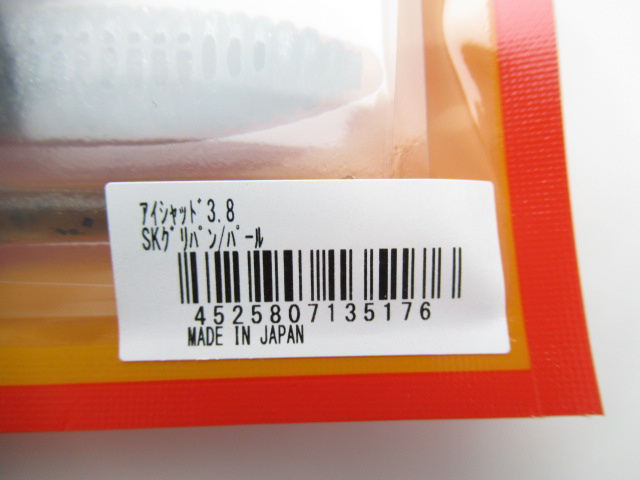 ｱｲｼｬｯﾄﾞ3.8
SKｸﾞﾘﾊﾟﾝ/ﾊﾟｰﾙ
4525807135176
MADE IN JAPAN